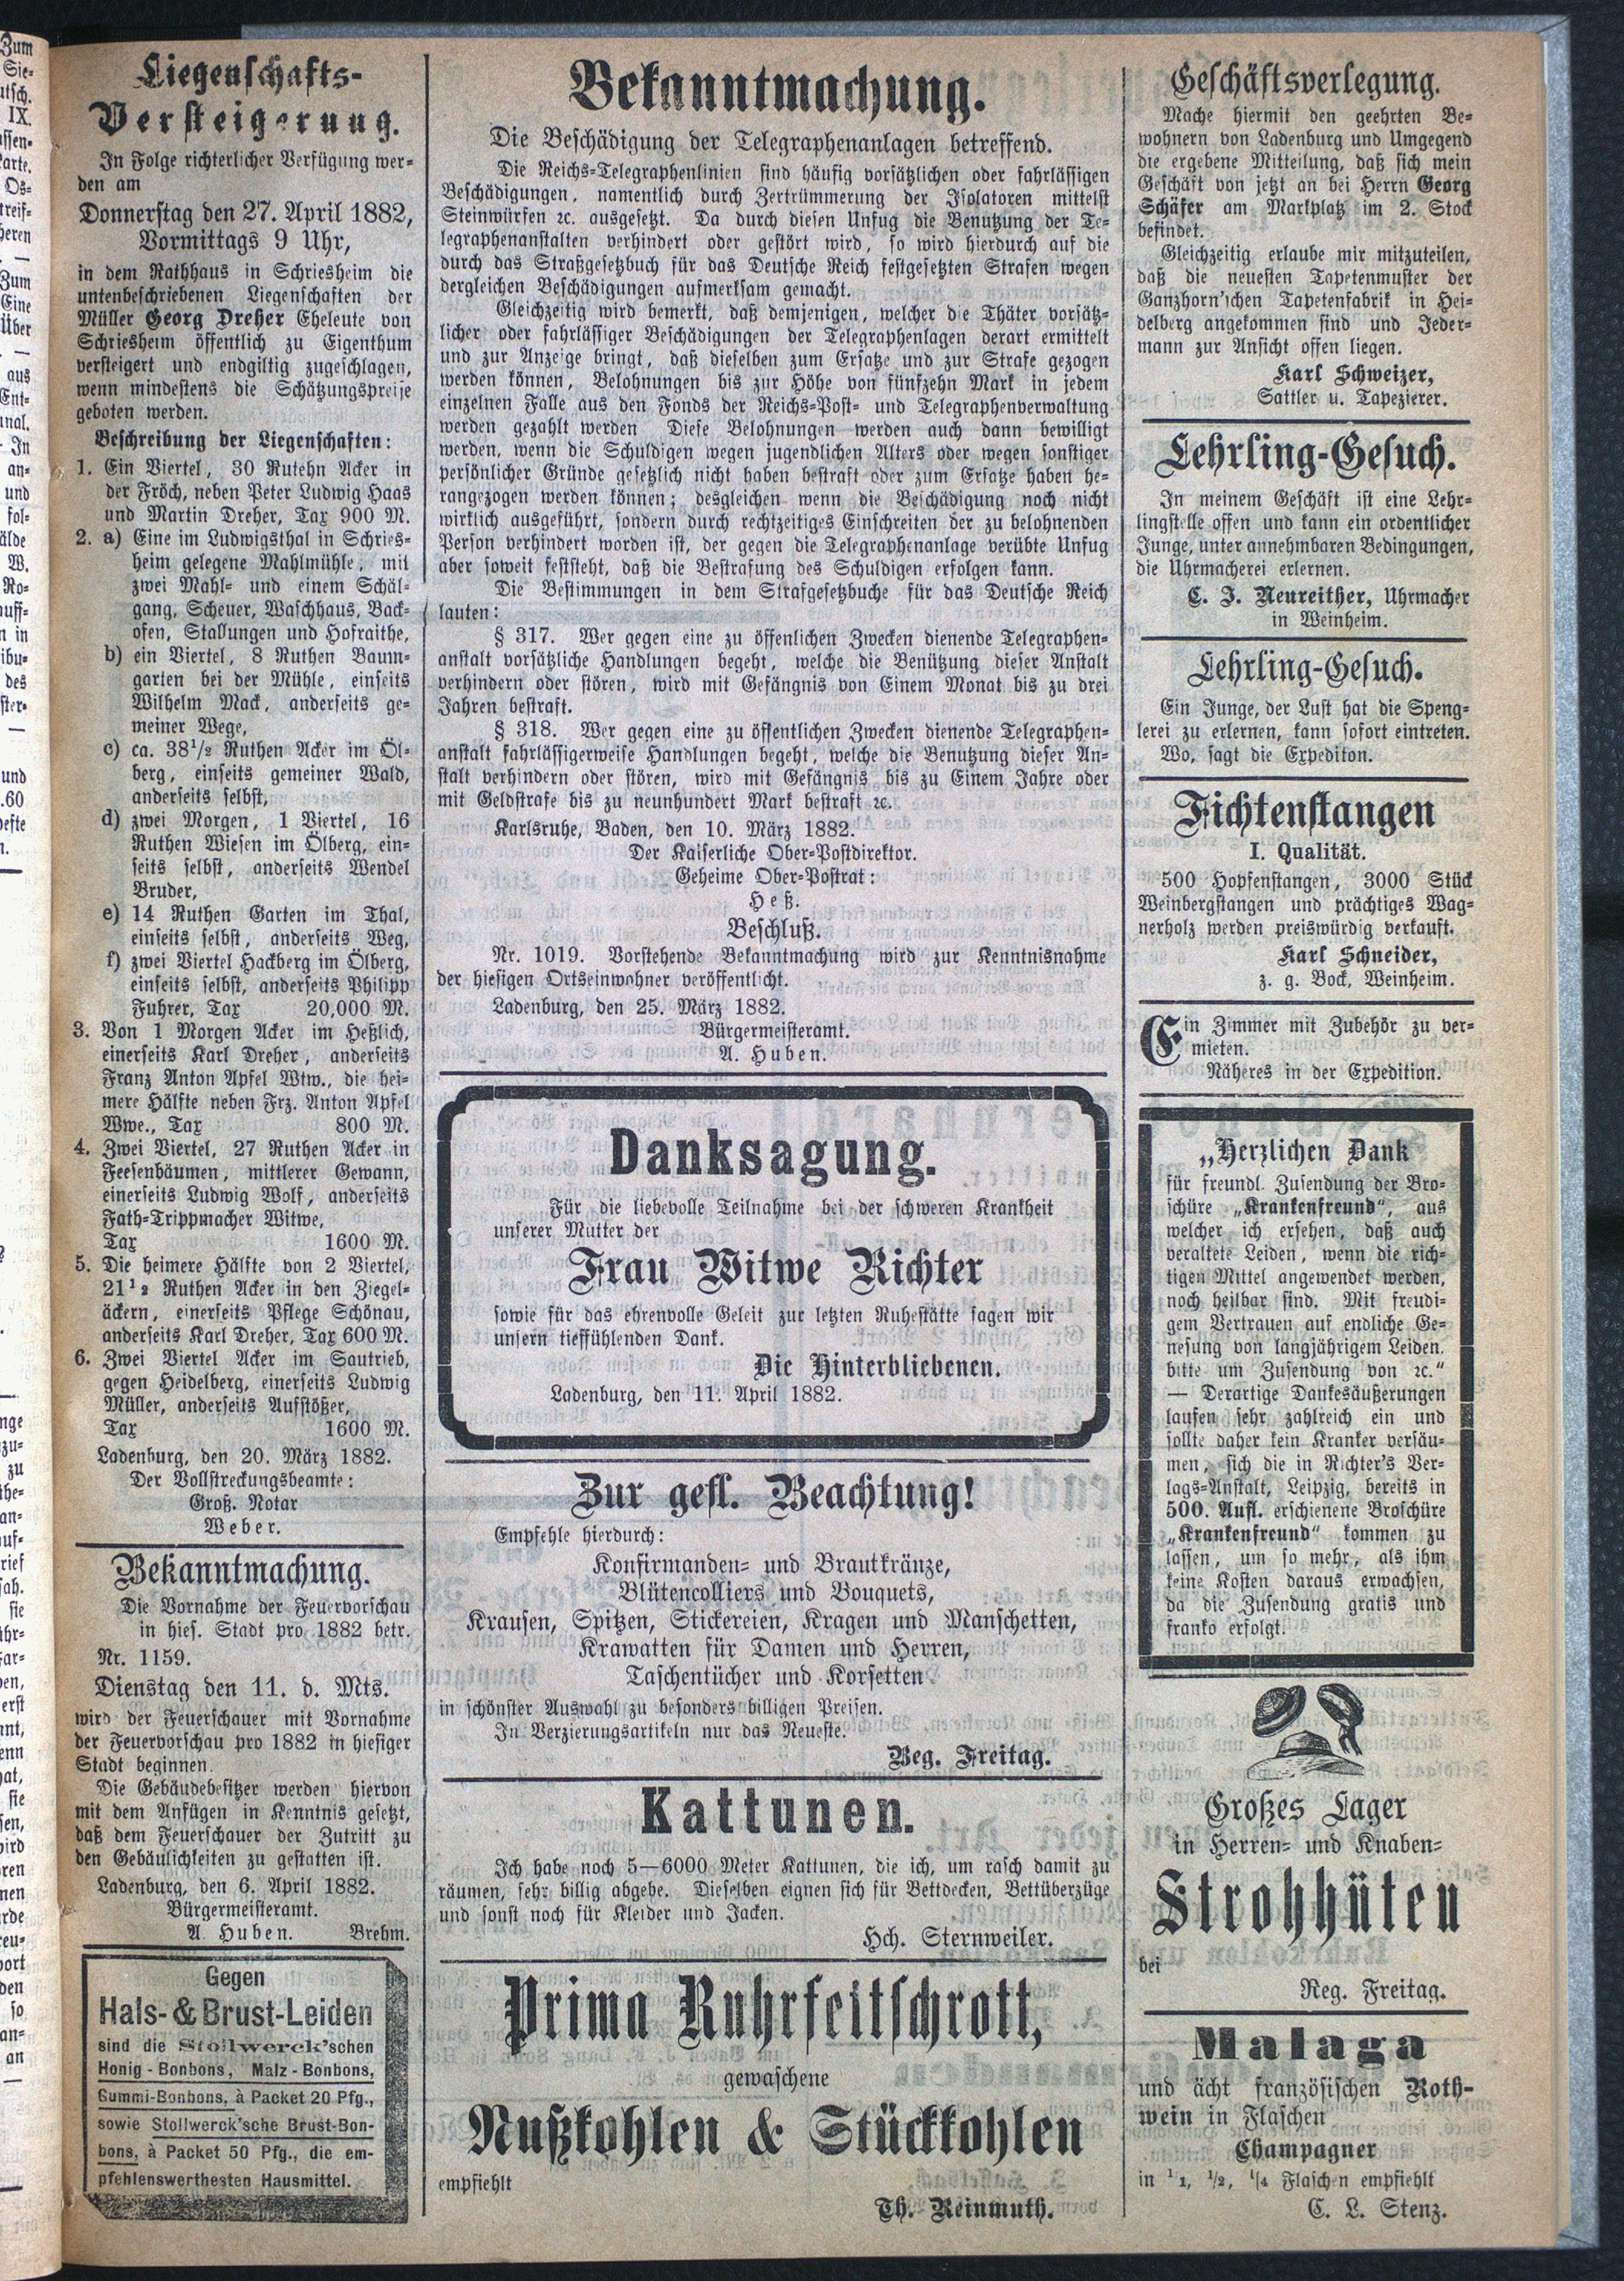 Liegenschafts-
Versteigerung.
In Folge richterlicher Verfügung wer-
den am
Donnerstag den 27. April 1882,
Vormittags 9 Uhr,
in dem Rathhaus in Schriesheim die
untenbeschriebenen Liegenschaften der
Müller Georg Dreher Eheleute von
Schriesheim öffentlich zu Eigenthum
versteigert und endgiltig zugeschlagen,
wenn mindestens die Schätzungspreise
geboten werden.
Beschreibung der Liegenschaften:
1. Ein Viertel, 30 Rutehn Acker in
der Fröch, neben Peter Ludwig Haas
und Martin Dreher, Tax 900 M.
2. a) Eine im Ludwigsthal in Schries-
heim gelegene Mahlmühle, mit
zwei Mahl- und einem Schäl-
gang, Scheuer, Waschhaus, Back-
ofen, Stallungen und Hofraithe,
b) ein Viertel, 8 Ruthen Baum-
garten bei der Mühle, einseits
Wilhelm Mack, anderseits ge-
meiner Wege,
c) ca. 38 1/2 Ruthen Acker im Öl-
berg, einseits gemeiner Wald,
anderseits selbst,
d) zwei Morgen, 1 Viertel, 16
Ruthen Wiesen im Ölberg, ein-
seits selbst, anderseits Wendel
Bruder,
e) 14 Ruthen Garten im Thal,
einseits selbst, anderseits Weg,
f) zwei Viertel Hackberg im Ölberg,
einseits selbst, anderseits Philipp
Fuhrer, Tax 20,000 M.
3. Von 1 Morgen Acker im Heßlich,
einerseits Karl Dreher, anderseits
Franz Anton Apfel Wtw., die hei-
mere Hälfte neben Frz. Anton Apfel
Wwe., Tax 800 M.
4. Zwei Viertel, 27 Ruthen Acker in
Feesenbäumen, mittlerer Gewann,
einerseits Ludwig Wolf, anderseits
Fath-Trippmacher Witwe,
Tax 1600 M.
5. Die heimere Hälfte von 2 Viertel,
21 1/2 Ruthen Acker in den Ziegel-
äckern, einerseits Pflege Schönau,
anderseits Karl Dreher, Tax 600 M.
6. Zwei Viertel Acker im Sautrieb,
gegen Heidelberg, einerseits Ludwig
Müller, anderseits Aufstößer,
Tax 1600 M.
Ladenburg, den 20. März 1882.
Der Vollstreckungsbeamte:
Groß. Notar
Weber.
Bekanntmachung.
Die Vornahme der Feuervorschau
in hies. Stadt pro 1882 betr.
Nr. 1159.
Dienstag den 11. d. Mts.
wird der Feuerschauer mit Vornahme
der Feuervorschau pro 1882 in hiesiger
Stadt beginnen.
Die Gebäudebesitzer werden hiervon
mit dem Anfügen in Kenntnis gesetzt,
daß dem Feuerschauer der Zutritt zu
den Gebäulichkeiten zu gestatten ist.
Ladenburg, den 6. April 1882.
Bürgermeisteramt.
A. Huben. Brehm.
Gegen
Hals- & Brust-Leiden
sind die Stollwerck'schen
Honig-Bonbons, Malz-Bonbons,
Gummi-Bonbons, à Packet 20 Pfg.,
sowie Stollwerck'sche Brust-Bon-
bons, à Packet 50 Pfg., die em-
pfehlenswerthesten Hausmittel.
Bekanntmachung.
Die Beschädigung der Telegraphenanlagen betreffend.
Die Reichs-Telegraphenlinien sind häufig vorsätzlichen oder fahrlässigen
Beschädigungen, namentlich durch Zertrümmerung der Isolatoren mittelst
Steinwürfen ꝛc. ausgesetzt. Da durch diesen Unfug die Benutzung der Te-
legraphenanstalten verhindert oder gestört wird, so wird hierdurch auf die
durch das Straßgesetzbuch für das Deutsche Reich festgesetzten Strafen wegen
dergleichen Beschädigungen aufmerksam gemacht.
Gleichzeitig wird bemerkt, daß demjenigen, welcher die Thäter vorsätz-
licher oder fahrlässiger Beschädigungen der Telegraphenlagen derart ermittelt
und zur Anzeige bringt, daß dieselben zum Ersatze und zur Strafe gezogen
werden können, Belohnungen bis zur Höhe von fünfzehn Mark in jedem
einzelnen Falle aus den Fonds der Reichs-Post- und Telegraphenverwaltung
werden gezahlt werden Diese Belohnungen werden auch dann bewilligt
werden, wenn die Schuldigen wegen jugendlichen Alters oder wegen sonstiger
persönlicher Gründe gesetzlich nicht haben bestraft oder zum Ersatze haben he-
rangezogen werden können; desgleichen wenn die Beschädigung noch nicht
wirklich ausgeführt, sondern durch rechtzeitiges Einschreiten der zu belohnenden
Person verhindert worden ist, der gegen die Telegraphenanlage verübte Unfug
aber soweit feststeht, daß die Bestrafung des Schuldigen erfolgen kann.
Die Bestimmungen in dem Strafgesetzbuche für das Deutsche Reich
lauten:
§ 317. Wer gegen eine zu öffenlichen Zwecken dienende Telegraphen-
anstalt vorsätzliche Handlungen begeht, welche die Benützung dieser Anstalt
verhindern oder stören, wird mit Gefängnis von Einem Monat bis zu drei
Jahren bestraft.
§ 318. Wer gegen eine zu öffentlichen Zwecken dienende Telegraphen-
anstalt fahrlässigerweise Handlungen begeht, welche die Benutzung dieser An-
stalt verhindern oder stören, wird mit Gefängnis bis zu Einem Jahre oder
mit Geldstrafe bis zu neunhundert Mark bestraft ꝛc.
Karlsruhe, Baden, den 10. März 1882.
Der Kaiserliche Ober-Postdirektor.
Geheime Ober-Postrat:
Heß.
Beschluß.
Nr. 1019. Vorstehende Bekanntmachung wird zur Kenntnisnahme
der hiesigen Ortseinwohner veröffentlicht.
Ladenburg, den 25. März 1882.
Bürgermeisteramt.
A. Huben.
Danksagung.
Für die liebevolle Teilnahme bei der schweren Krankheit
unserer Mutter der
Frau Witwe Richter
sowie für das ehrenvolle Geleit zur letzten Ruhestätte sagen wir
unsern tieffühlenden Dank.
Die Hinterbliebenen.
Ladenburg, den 11. April 1882.
Zur gefl. Beachtung!
Empfehle hierdurch:
Konfirmanden- und Brautkränze,
Blütencolliers und Bouquets,
Krausen, Spitzen, Stickereien, Kragen und Manschetten,
Krawatten für Damen und Herren,
Taschentücher und Korsetten
in schönster Auswahl zu besonders billigen Preisen.
In Verzierungsartikeln nur das Neueste.
Reg. Freitag.
Kattunen.
Ich habe noch 5—6000 Meter Kattunen, die ich, um rasch damit zu
räumen, sehr billig abgebe. Dieselben eignen sich für Bettdecken, Bettüberzüge
und sonst noch für Kleider und Jacken.
Hch. Sternweiler.
Prima Ruhrfeitschrott,
gewaschene
Nußkohlen & Stückkohlen
empfiehlt
Th. Reinmuth.
Geschäftsverlegung.
Mache hiermit den geehrten Be-
wohnern von Ladenburg und Umgegend
die ergebene Mitteilung, daß sich mein
Geschäft von jetzt an bei Herrn Georg
Schäfer am Markplatz im 2. Stock
befindet.
Gleichzeitig erlaube mir mitzuteilen,
daß die neuesten Tapetenmuster der
Ganzhorn'schen Tapetenfabrik in Hei-
delberg angekommen sind und Jeder-
mann zur Ansicht offen liegen.
Karl Schweizer,
Sattler u. Tapezierer.
Lehrling-Gesuch.
In meinem Geschäft ist eine Lehr-
lingstelle offen und kann ein ordentlicher
Junge, unter annehmbaren Bedingungen,
die Uhrmacherei erlernen.
C. J. Neureither, Uhrmacher
in Weinheim.
Lehrling-Gesuch.
Ein Junge, der Lust hat die Speng-
lerei zu erlernen, kann sofort eintreten.
Wo, sagt die Expediton.
Fichtenstangen
I. Qualität.
500 Hopfenstangen, 3000 Stück
Weinbergstangen und prächtiges Wag-
nerholz werden preiswürdig verkauft.
Karl Schneider,
z. g. Bock, Weinheim.
Ein Zimmer mit Zubehör zu ver-
mieten.
Näheres in der Expedition.
„Herzlichen Dank
für freundl. Zusendung der Bro-
schüre „Krankenfreund“, aus
welcher ich ersehen, daß auch
veraltete Leiden, wenn die rich-
tigen Mittel angewendet werden,
noch heilbar sind. Mit freudi-
gem Vertrauen auf endliche Ge-
nesung von langjährigem Leiden.
bitte um Zusendung von ꝛc.“
— Derartige Dankesäußerungen
laufen sehr zahlreich ein und
sollte daher kein Kranker versäu-
men, sich die in Richter's Ver-
lags-Anstalt, Leipzig, bereits in
500. Aufl. erschienene Broschüre
„Krankenfreund“ kommen zu
lassen, um so mehr, als ihm
keine Kosten daraus erwachsen,
da die Zusendung gratis und
franko erfolgt.
Großes Lager
in Herren- und Knaben-
Strohhüten
bei
Reg. Freitag.
Malaga
und ächt französischen Roth-
wein in Flaschen
Champagner
in 1/1, 1/2, 1/4 Flaschen empfiehlt
C. L. Stenz.